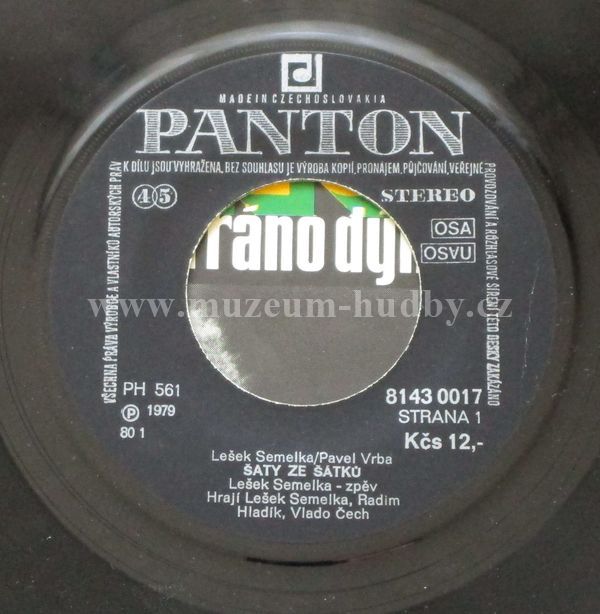 MADE IN CZECHOSLOVAKIA
PANTON
VŠECHNA PRÁVA VÝROBCE A VLASTNÍKŮ AUTORSKÝCH PRÁV K DÍLU JSOU VYHRAŽENA. BEZ SOUHLASU JE VÝROBA KOPIÍ, PRONÁJEM, PŮJČOVÁNÍ, VEŘEJNÉ PROVOZOVÁNÍ A ROZHLASOVÉ ŠÍŘENÍ TÉTO DESKY ZAKÁZÁNO
45
STEREO
OSA
OSVU
ráno dým
www.muzeum-hudby.cz
PH 561
Ⓟ 1979
80 1
8143 0017
STRANA 1
Kčs 12,-
Lešek Semelka/Pavel Vrba
ŠATY ZE ŠÁTKŮ
Lešek Semelka - zpěv
Hrají Lešek Semelka, Radim
Hladík, Vlado Čech